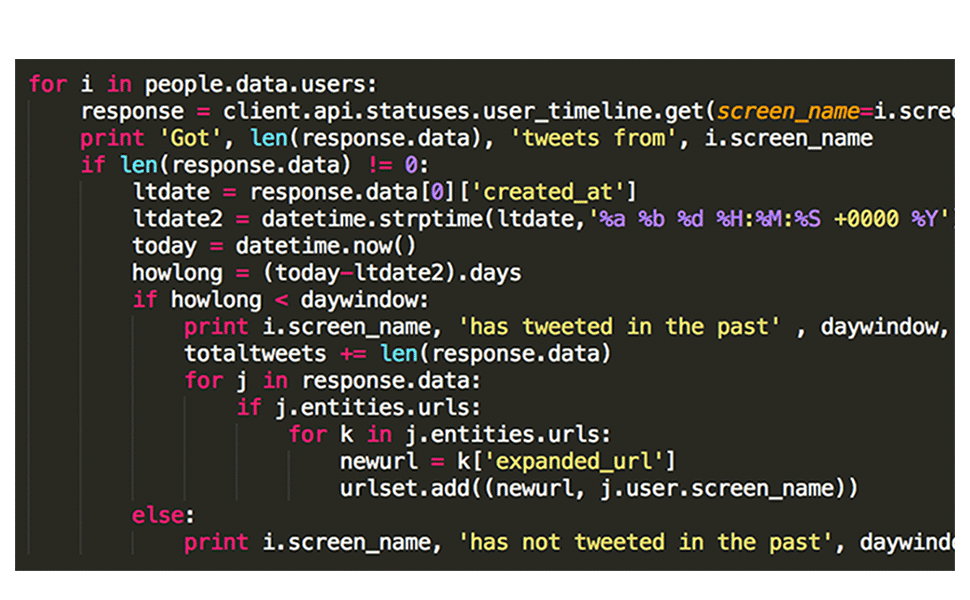 for i in people.data.users:
    response = client.api.statuses.user_timeline.get(screen_name=i.scree
    print 'Got', len(response.data), 'tweets from', i.screen_name
    if len(response.data) != 0:
        ltdate = response.data[0]['created_at']
        ltdate2 = datetime.strptime(ltdate,'%a %b %d %H:%M:%S +0000 %Y')
        today = datetime.now()
        howlong = (today-ltdate2).days
        if howlong < daywindow:
            print i.screen_name, 'has tweeted in the past' , daywindow,
            totaltweets += len(response.data)
            for j in response.data:
                if j.entities.urls:
                    for k in j.entities.urls:
                        newurl = k['expanded_url']
                        urlset.add((newurl, j.user.screen_name))
        else:
            print i.screen_name, 'has not tweeted in the past', daywindo